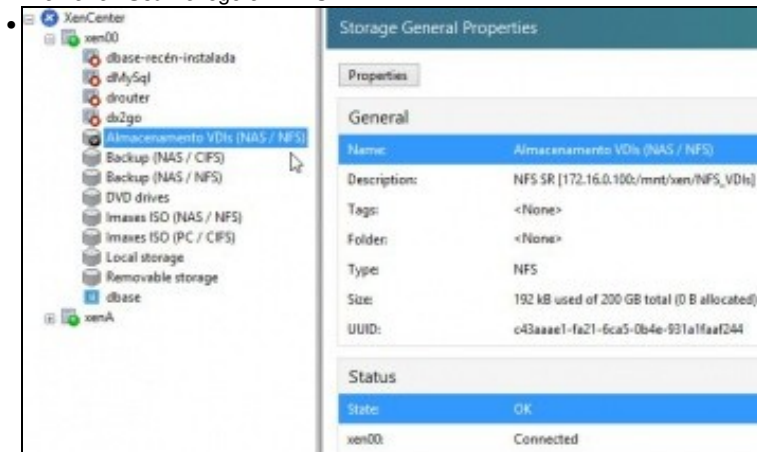 XenCenter
xen00
dbase-recén-instalada
dMySql
drouter
dx2go
Almacenamento VDIs (NAS / NFS)
Backup (NAS / CIFS)
Backup (NAS / NFS)
DVD drives
Imaxes ISO (NAS / NFS)
Imaxes ISO (PC / CIFS)
Local storage
Removable storage
dbase
xenA
Storage General Properties
Properties
General
Name: Almacenamento VDIs (NAS / NFS)
Description: NFS SR [172.16.0.100:/mnt/xen/NFS_VDIs]
Tags: <None>
Folder: <None>
Type: NFS
Size: 192 kB used of 200 GB total (0 B allocated)
UUID: c43aaae1-fa21-6ca5-0b4e-931a1faaf244
Status
State: OK
xen00: Connected